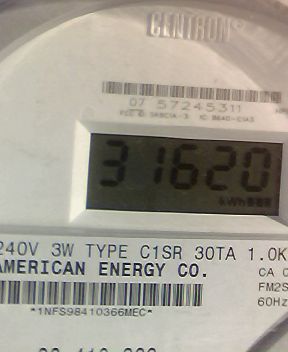 CENTRON®
07 57245311
31620
kWh
240V 3W TYPE C1SR 30TA 1.0K
AMERICAN ENERGY CO.
CA 0
FM2S
60Hz
*1NFS98410366MEC*